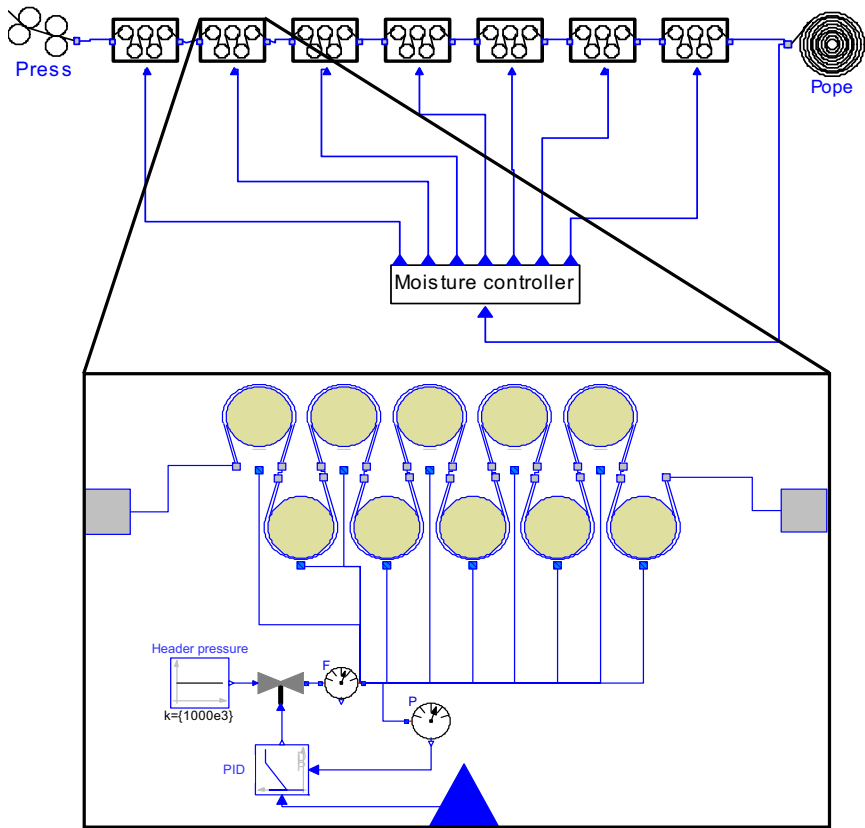 Press
Pope
Moisture controller
Header pressure
F
k={1000e3}
P
PID